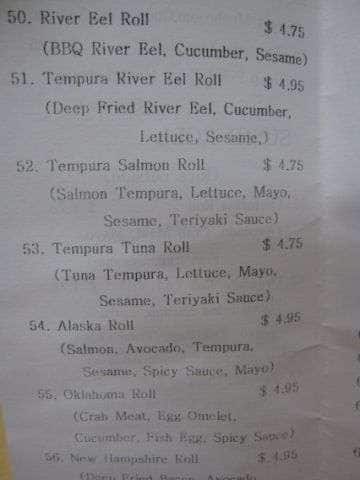 50. River Eel Roll $ 4.75
(BBQ River Eel, Cucumber, Sesame)
51. Tempura River Eel Roll $ 4.95
(Deep Fried River Eel, Cucumber,
Lettuce, Sesame,)
52. Tempura Salmon Roll $ 4.75
(Salmon Tempura, Lettuce, Mayo,
Sesame, Teriyaki Sauce)
53. Tempura Tuna Roll $ 4.75
(Tuna Tempura, Lettuce, Mayo,
Sesame, Teriyaki Sauce)
54. Alaska Roll $ 4.95
(Salmon, Avocado, Tempura,
Sesame, Spicy Sauce, Mayo)
55. Oklahoma Roll $ 4.95
(Crab Meat, Egg Omelet,
Cucumber, Fish Egg, Spicy Sauce)
56. New Hampshire Roll $ 4.95
(Deep Fried Bacon, Avocado,